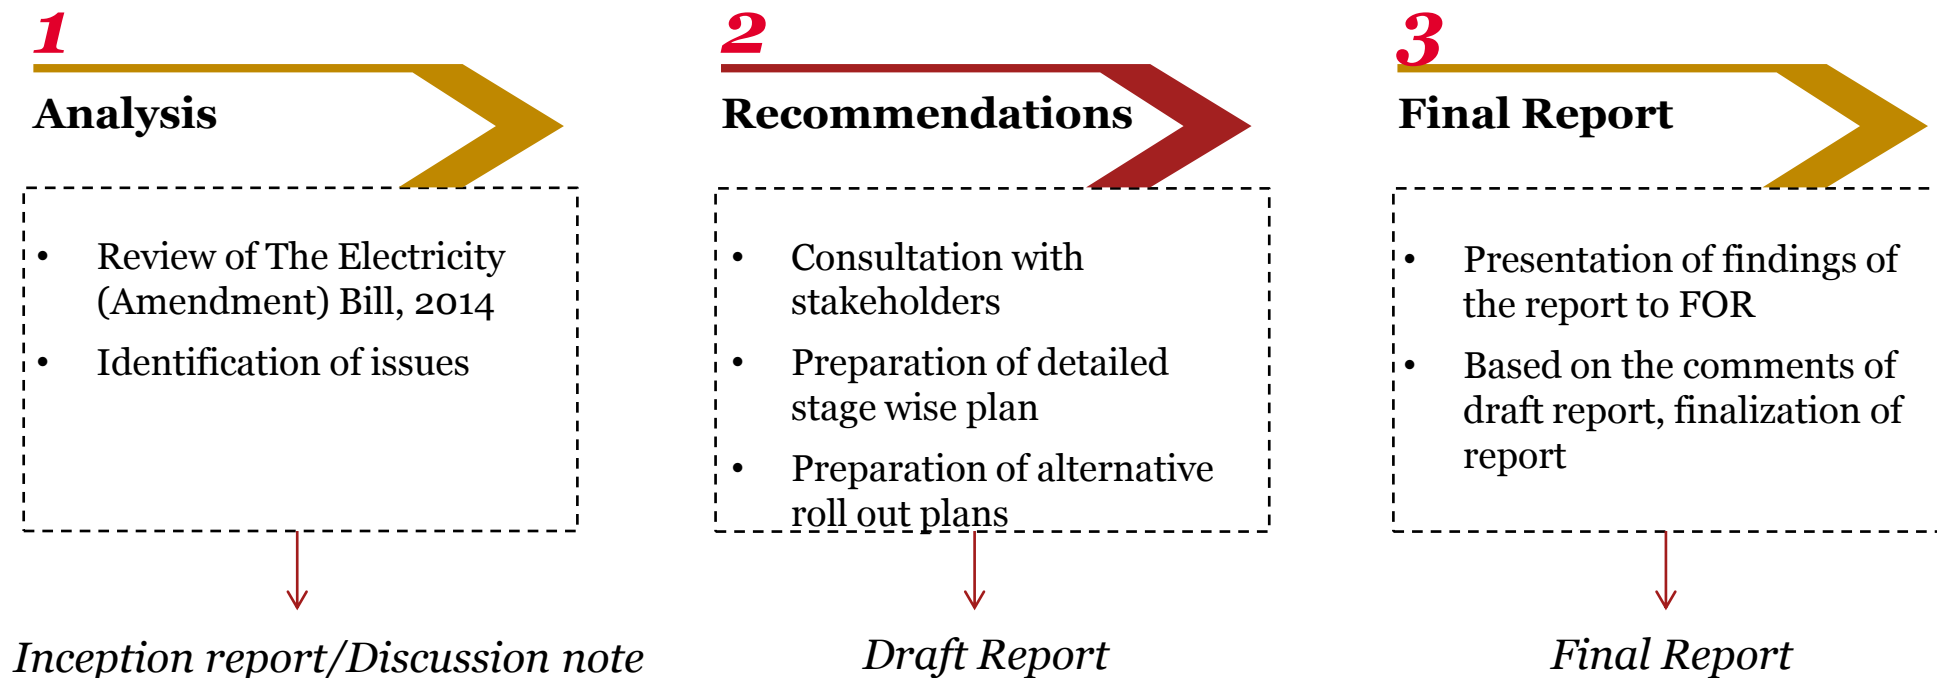 1
Analysis
• Review of The Electricity
(Amendment) Bill, 2014
• Identification of issues
Inception report/Discussion note
2
Recommendations
• Consultation with
stakeholders
• Preparation of detailed
stage wise plan
• Preparation of alternative
roll out plans
Draft Report
3
Final Report
• Presentation of findings of
the report to FOR
• Based on the comments of
draft report, finalization of
report
Final Report